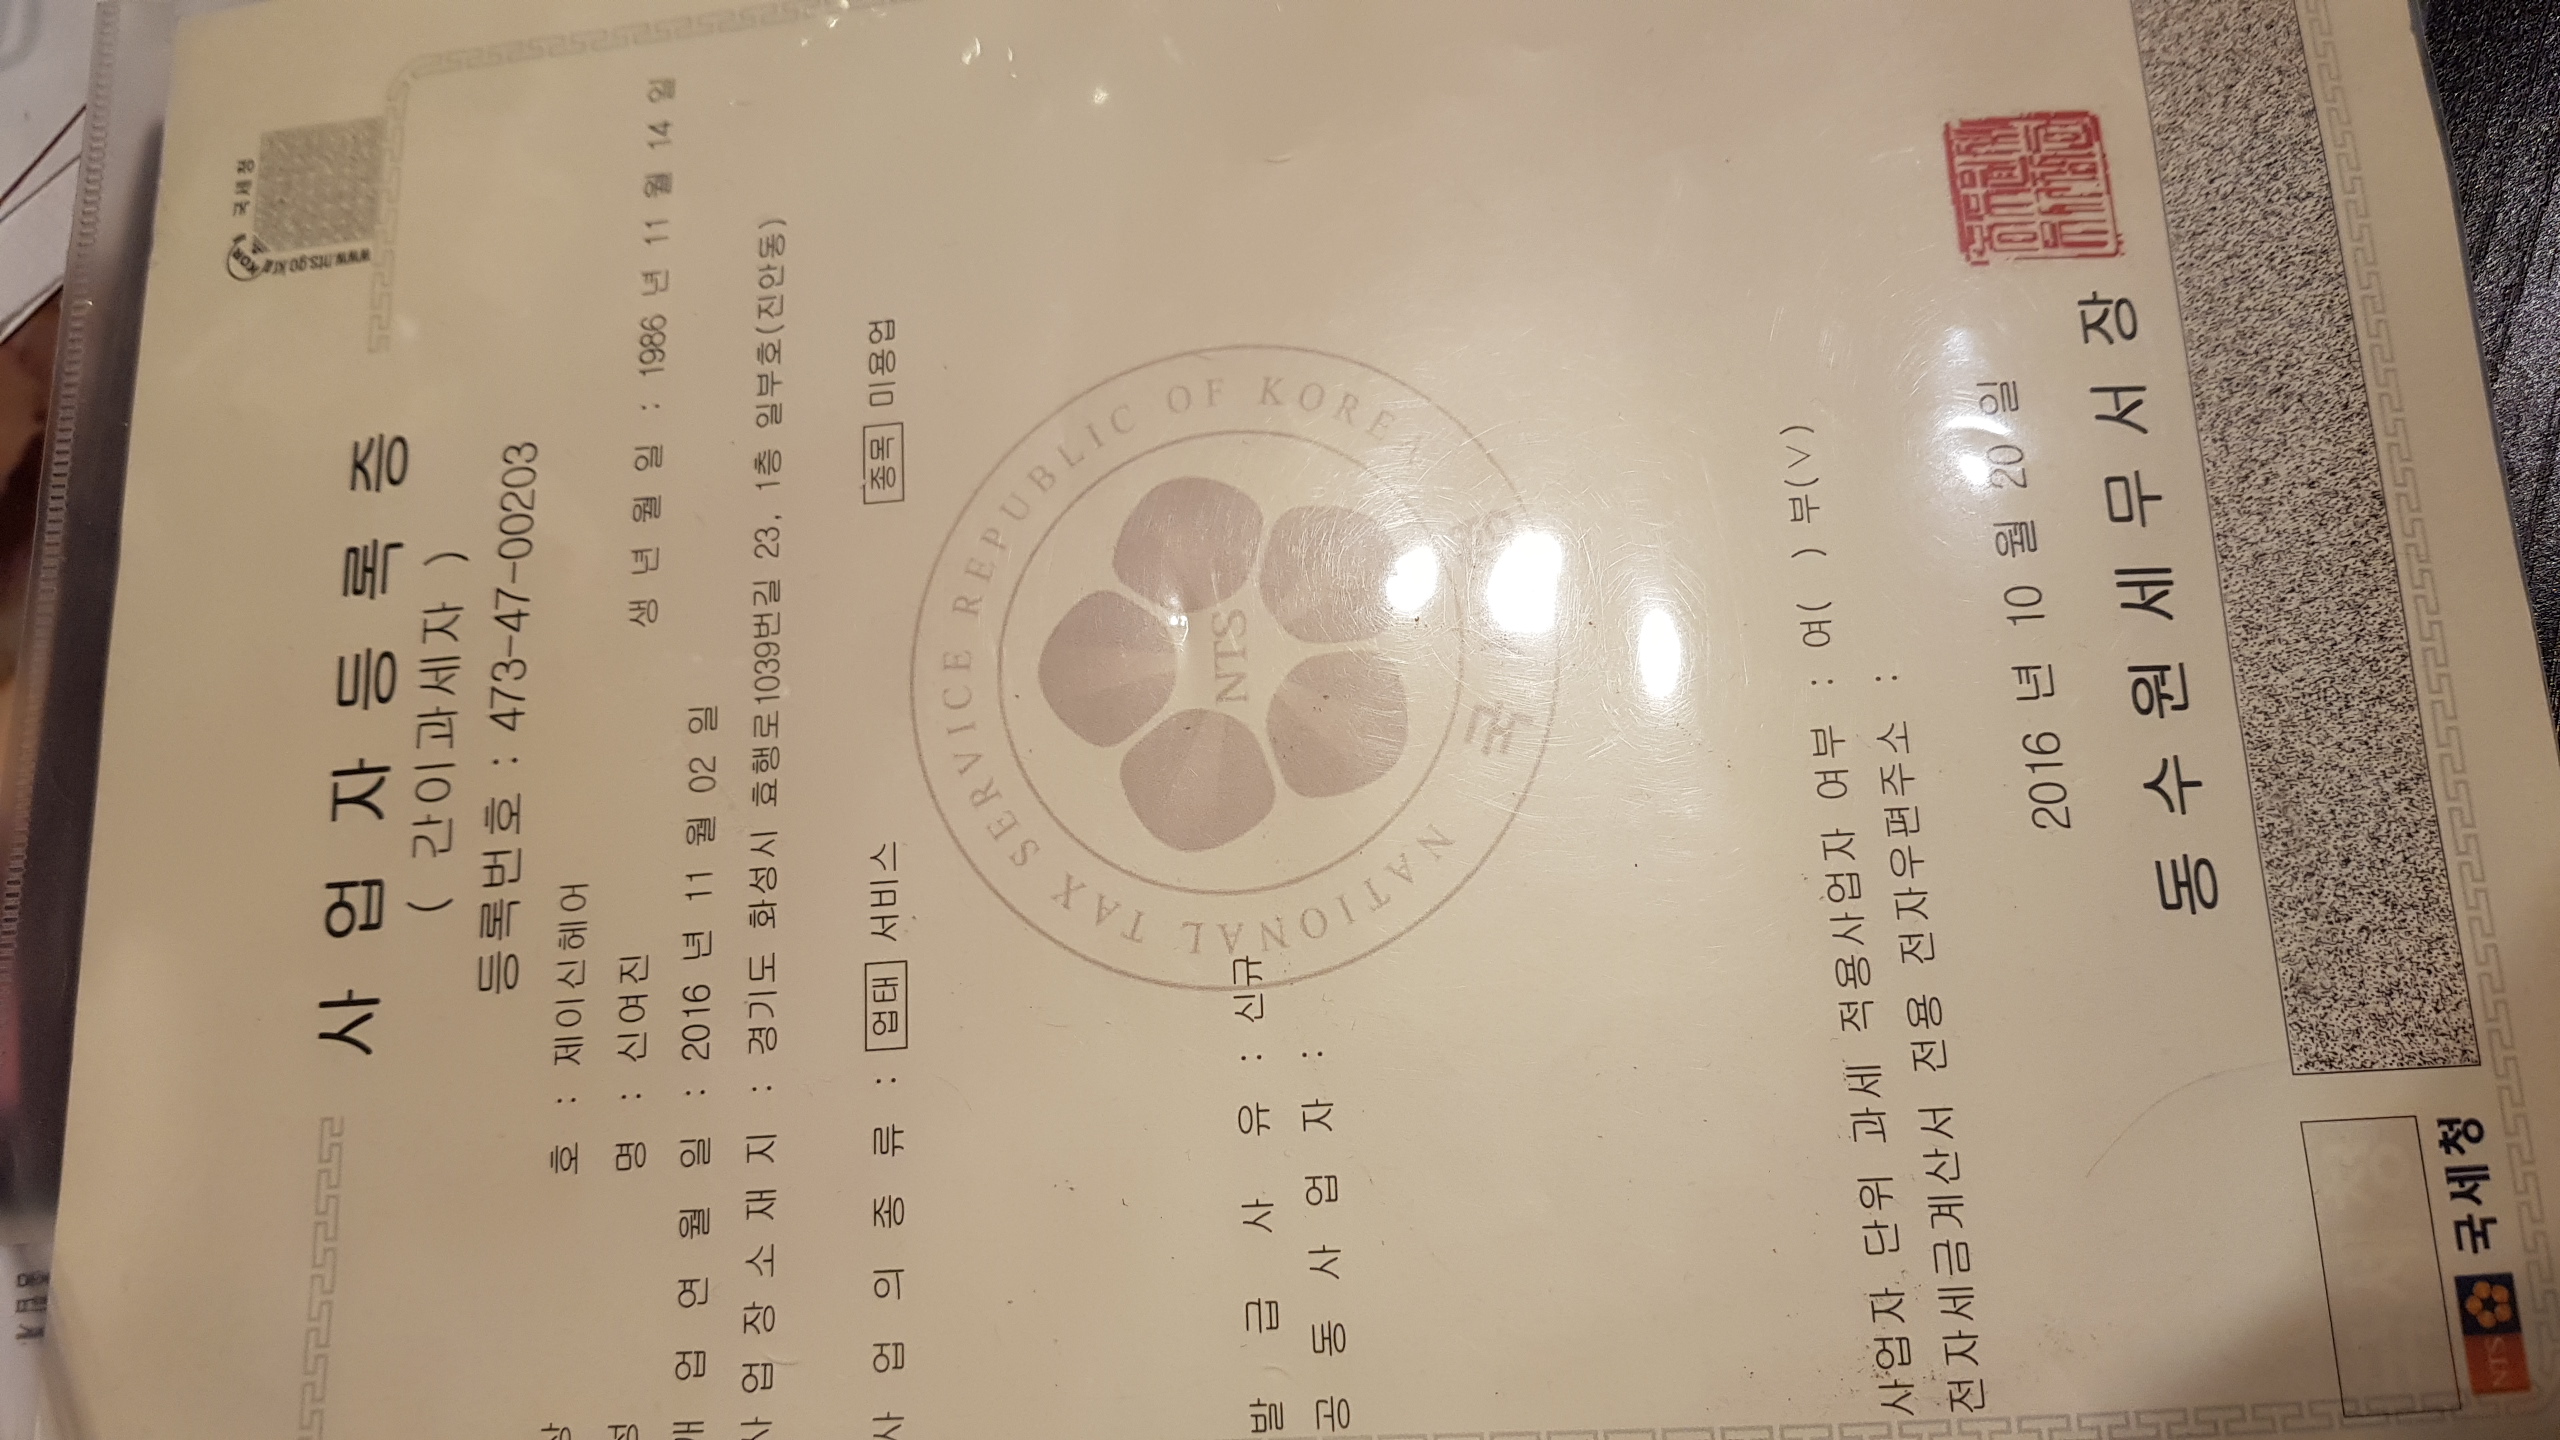 국세청
www.nts.go.kr
사업자등록증
( 간이과세자 )
등록번호 : 473-47-00203
상 호 : 제이신헤어
성 명 : 신여진 생년월일 : 1986 년 11 월 14 일
개업연월일 : 2016 년 11 월 02 일
사업장소재지 : 경기도 화성시 효행로1039번길 23, 1층 일부호(진안동)
사업의종류 : 업태 서비스 종목 미용업
NATIONAL TAX SERVICE REPUBLIC OF KOREA
NTS
발급사유 : 신규
공동사업자 :
사업자 단위 과세 적용사업자 여부 : 여( ) 부(∨)
전자세금계산서 전용 전자우편주소 :
2016 년 10 월 20 일
동수원세무서장
NTS 국세청